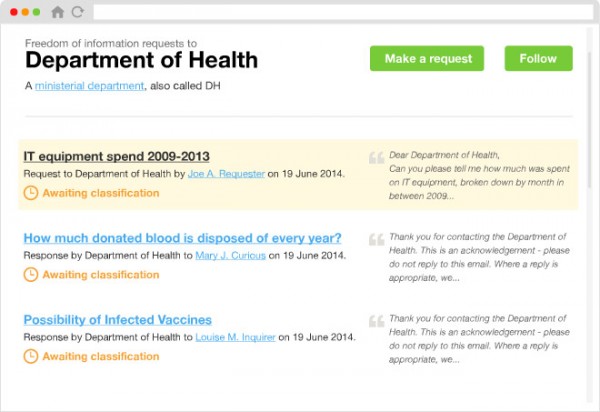 Freedom of information requests to
Department of Health
Make a request
Follow
A ministerial department, also called DH
IT equipment spend 2009-2013
Request to Department of Health by Joe A. Requester on 19 June 2014.
Awaiting classification
Dear Department of Health,
Can you please tell me how much was spent
on IT equipment, broken down by month in
between 2009...
How much donated blood is disposed of every year?
Response by Department of Health to Mary J. Curious on 19 June 2014.
Awaiting classification
Thank you for contacting the Department of
Health. This is an acknowledgement - please
do not reply to this email. Where a reply is
appropriate, we...
Possibility of Infected Vaccines
Response by Department of Health to Louise M. Inquirer on 19 June 2014.
Awaiting classification
Thank you for contacting the Department of
Health. This is an acknowledgement - please
do not reply to this email. Where a reply is
appropriate, we...